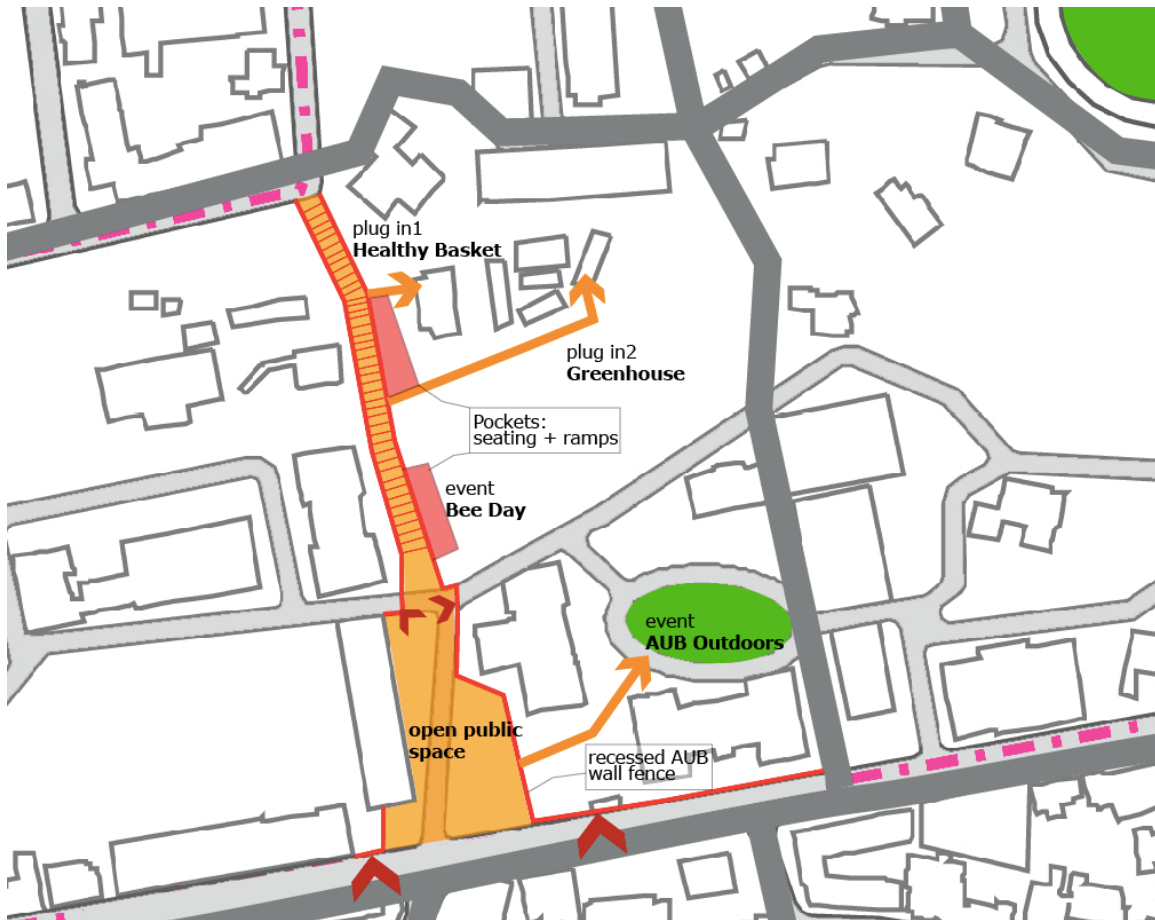 plug in1
Healthy Basket
plug in2
Greenhouse
Pockets:
seating + ramps
event
Bee Day
event
AUB Outdoors
open public
space
recessed AUB
wall fence